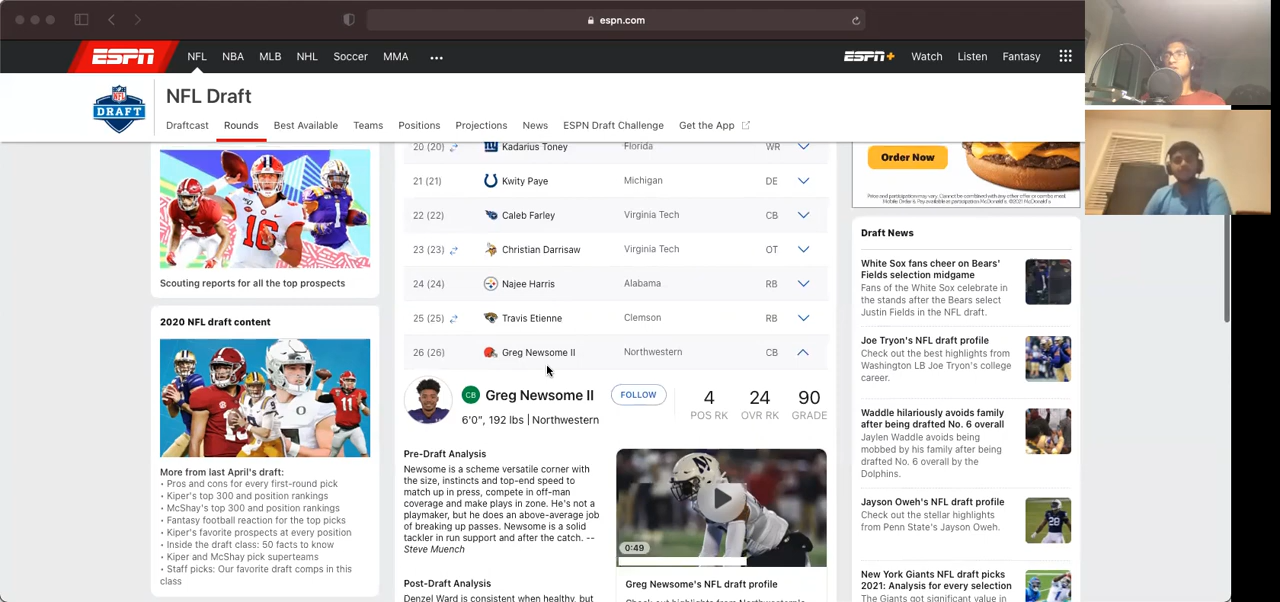 espn.com
ESPN NFL NBA MLB NHL Soccer MMA ••• ESPN+ Watch Listen Fantasy
NFL DRAFT
NFL Draft
Draftcast Rounds Best Available Teams Positions Projections News ESPN Draft Challenge Get the App
Scouting reports for all the top prospects
2020 NFL draft content
More from last April's draft:
• Pros and cons for every first-round pick
• Kiper's top 300 and position rankings
• McShay's top 300 and position rankings
• Fantasy football reaction for the top picks
• Kiper's favorite prospects at every position
• Inside the draft class: 50 facts to know
• Kiper and McShay pick superteams
• Staff picks: Our favorite draft comps in this
class
20 (20) Kadarius Toney Florida WR
21 (21) Kwity Paye Michigan DE
22 (22) Caleb Farley Virginia Tech CB
23 (23) Christian Darrisaw Virginia Tech OT
24 (24) Najee Harris Alabama RB
25 (25) Travis Etienne Clemson RB
26 (26) Greg Newsome II Northwestern CB
CB Greg Newsome II FOLLOW
6'0", 192 lbs | Northwestern
4 24 90
POS RK OVR RK GRADE
Pre-Draft Analysis
Newsome is a scheme versatile corner with
the size, instincts and top-end speed to
match up in press, compete in off-man
coverage and make plays in zone. He's not a
playmaker, but he does an above-average job
of breaking up passes. Newsome is a solid
tackler in run support and after the catch. --
Steve Muench
Post-Draft Analysis
Denzel Ward is consistent when healthy, but
0:49
Greg Newsome's NFL draft profile
Check out highlights from Northwestern's
Order Now
Draft News
White Sox fans cheer on Bears'
Fields selection midgame
Fans of the White Sox celebrate in
the stands after the Bears select
Justin Fields in the NFL draft.
Joe Tryon's NFL draft profile
Check out the best highlights from
Washington LB Joe Tryon's college
career.
Waddle hilariously avoids family
after being drafted No. 6 overall
Jaylen Waddle avoids being
mobbed by his family after being
drafted No. 6 overall by the
Dolphins.
Jayson Oweh's NFL draft profile
Check out the stellar highlights
from Penn State's Jayson Oweh.
New York Giants NFL draft picks
2021: Analysis for every selection
The Giants got significant value in